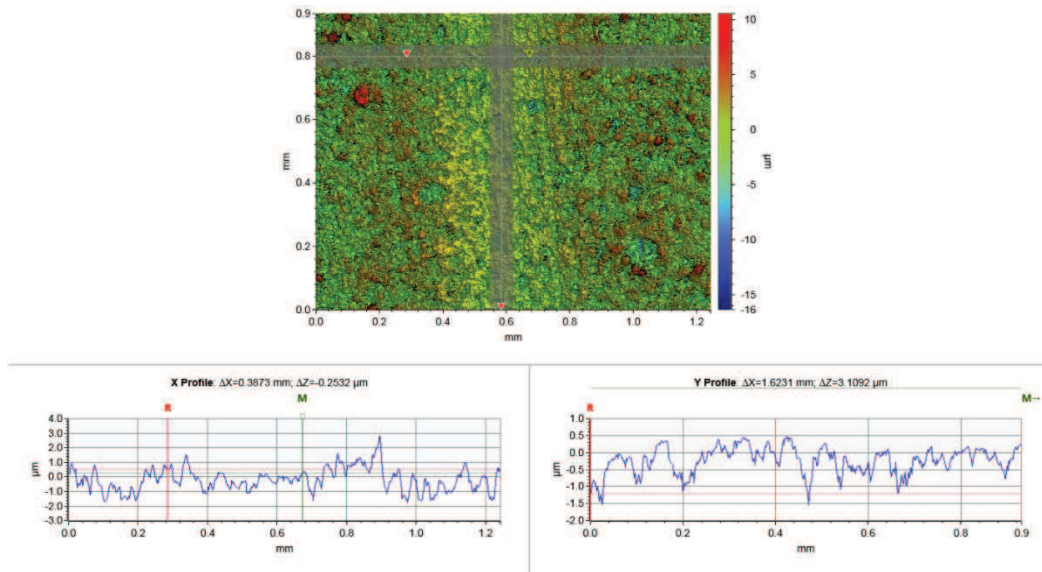 0.9
0.8
0.6
0.4
0.2
0.0
mm
0.0 0.2 0.4 0.6 0.8 1.0
mm
10
5
0
-5
-10
-16
µm
X Profile: ΔX=0.3873 mm; ΔZ=-0.2532 µm
R M
4.0
3.0
2.0
1.0
0.0
-1.0
-2.0
-3.0
µm
0.0 0.2 0.4 0.6 0.8 1.0 1.2
mm
Y Profile: ΔX=1.6231 mm; ΔZ=3.1092 µm
R M→
1.0
0.5
0.0
-0.5
-1.0
-1.5
-2.0
µm
0.0 0.2 0.4 0.6 0.9
mm